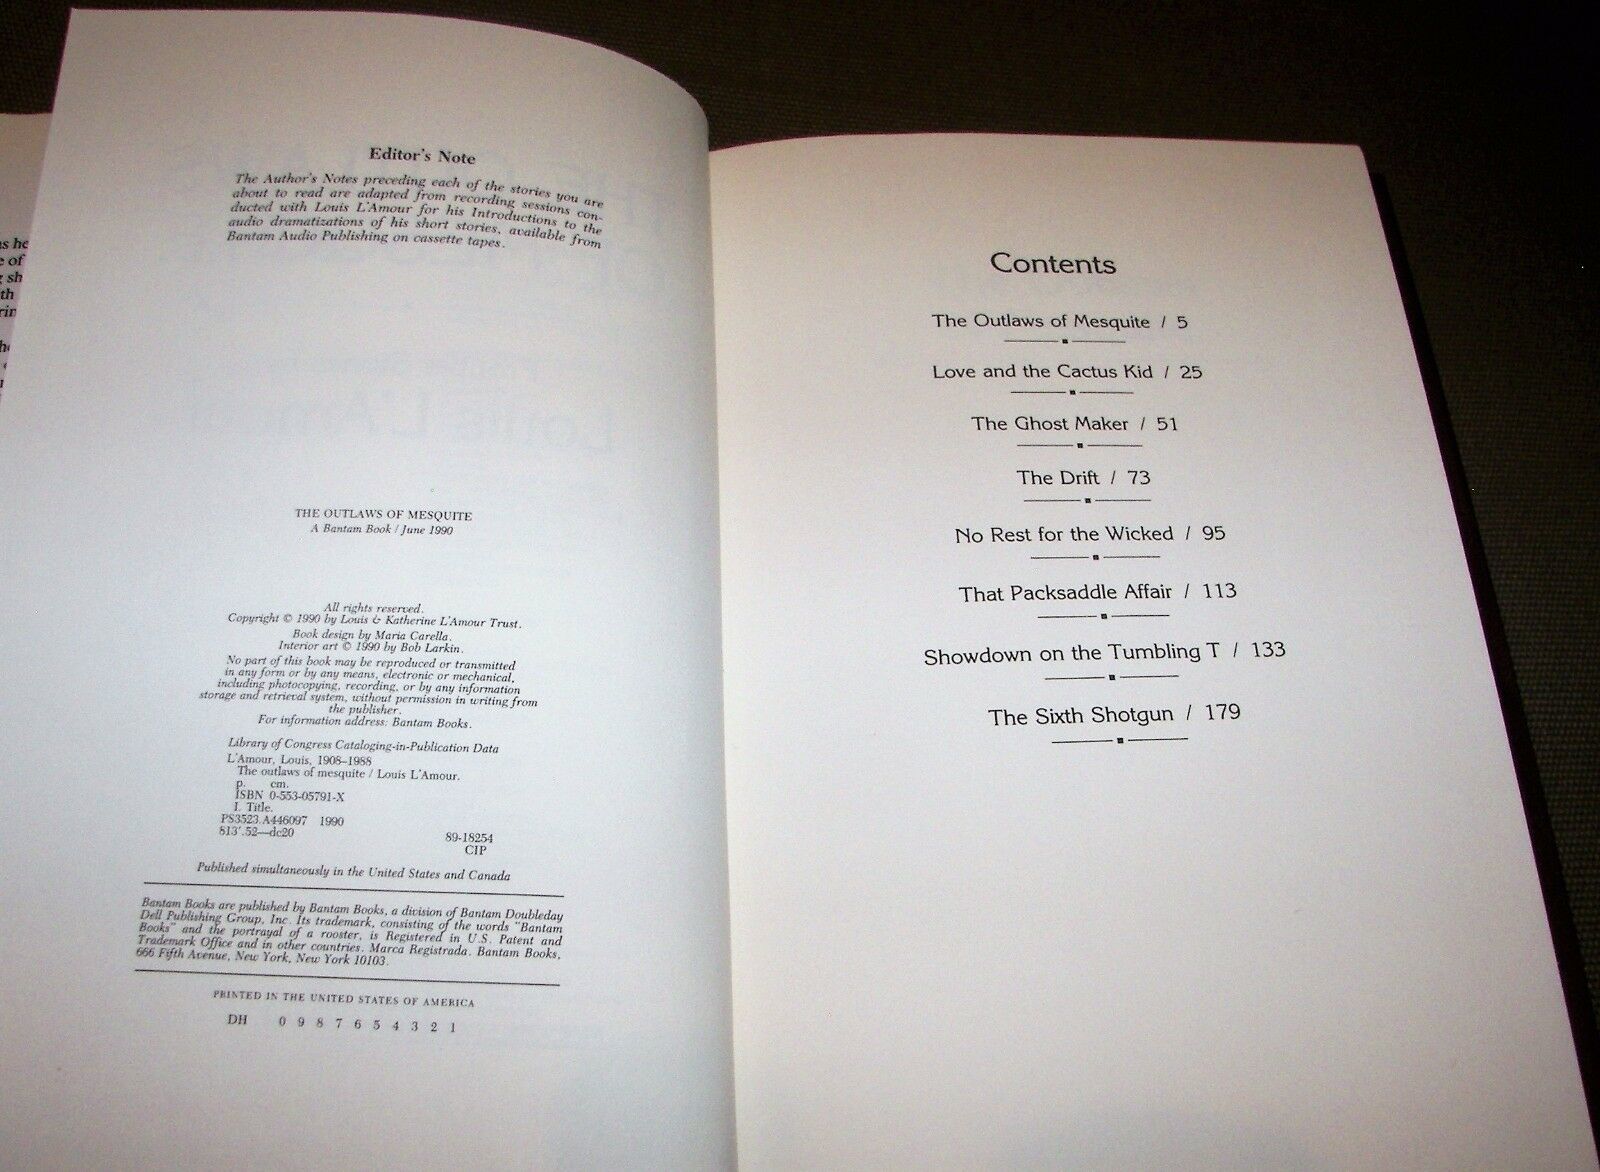 as he
e of
g sh
th
rin
Editor's Note
The Author's Notes preceding each of the stories you are
about to read are adapted from recording sessions con-
ducted with Louis L'Amour for his Introductions to the
audio dramatizations of his short stories, available from
Bantam Audio Publishing on cassette tapes.
THE OUTLAWS OF MESQUITE
A Bantam Book / June 1990
All rights reserved.
Copyright © 1990 by Louis & Katherine L'Amour Trust.
Book design by Maria Carella.
Interior art © 1990 by Bob Larkin.
No part of this book may be reproduced or transmitted
in any form or by any means, electronic or mechanical,
including photocopying, recording, or by any information
storage and retrieval system, without permission in writing from
the publisher.
For information address: Bantam Books.
Library of Congress Cataloging-in-Publication Data
L'Amour, Louis, 1908–1988
The outlaws of mesquite / Louis L'Amour.
p. cm.
ISBN 0-553-05791-X
I. Title.
PS3523.A446097 1990
813'.52—dc20 89-18254
CIP
Published simultaneously in the United States and Canada
Bantam Books are published by Bantam Books, a division of Bantam Doubleday
Dell Publishing Group, Inc. Its trademark, consisting of the words "Bantam
Books" and the portrayal of a rooster, is Registered in U.S. Patent and
Trademark Office and in other countries. Marca Registrada. Bantam Books,
666 Fifth Avenue, New York, New York 10103.
PRINTED IN THE UNITED STATES OF AMERICA
DH 0 9 8 7 6 5 4 3 2 1
Contents
The Outlaws of Mesquite / 5
Love and the Cactus Kid / 25
The Ghost Maker / 51
The Drift / 73
No Rest for the Wicked / 95
That Packsaddle Affair / 113
Showdown on the Tumbling T / 133
The Sixth Shotgun / 179